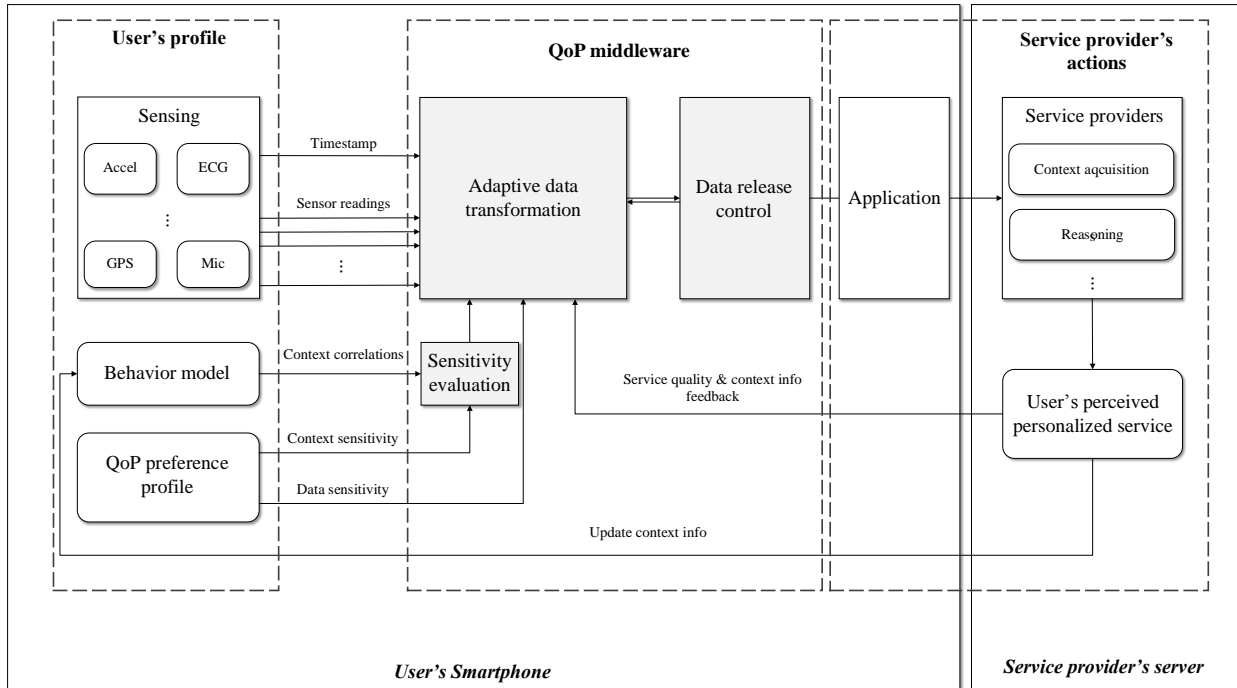 User’s profile
QoP middleware
Service provider’s
actions
Sensing
Accel
ECG
...
GPS
Mic
Timestamp
Sensor readings
...
Adaptive data
transformation
Data release
control
Application
Service providers
Context aqcuisition
Reasoning
...
Behavior model
Context correlations
Sensitivity
evaluation
Service quality & context info
feedback
User’s perceived
personalized service
QoP preference
profile
Context sensitivity
Data sensitivity
Update context info
User’s Smartphone
Service provider’s server